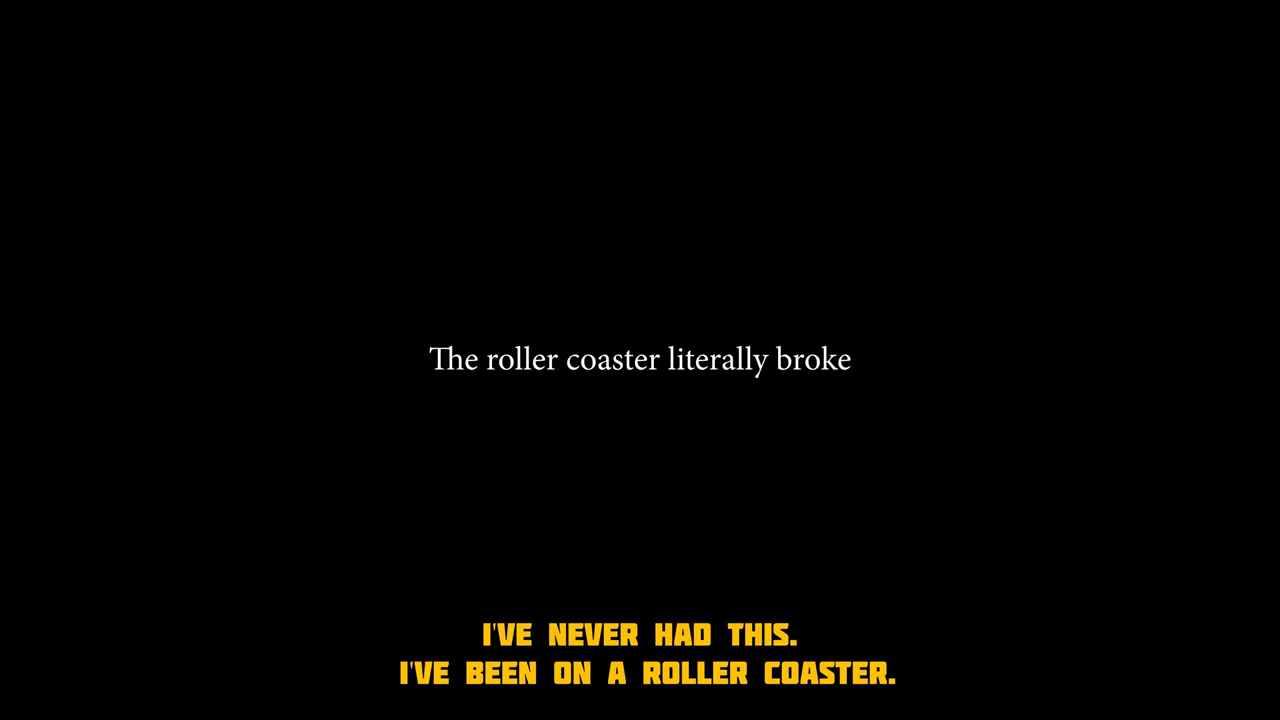 The roller coaster literally broke
I'VE NEVER HAD THIS.
I'VE BEEN ON A ROLLER COASTER.